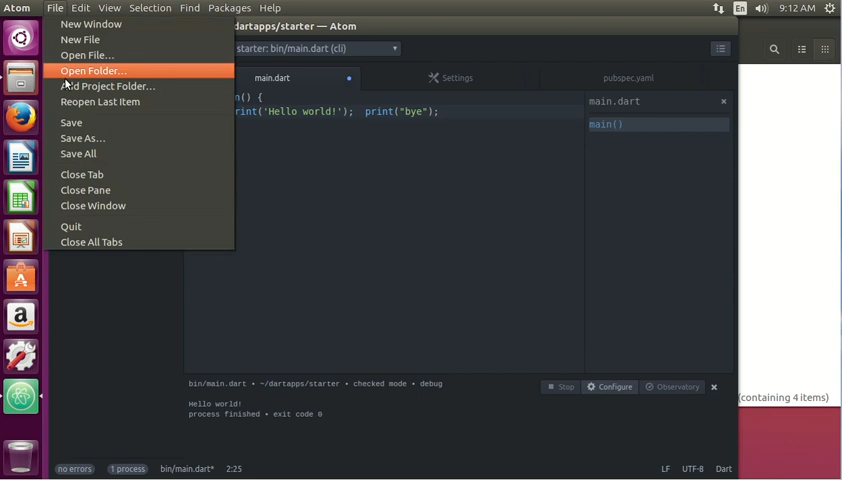 Atom File Edit View Selection Find Packages Help En 9:12 AM
dartapps/starter — Atom
New Window
New File
Open File...
Open Folder...
Add Project Folder...
Reopen Last Item
Save
Save As...
Save All
Close Tab
Close Pane
Close Window
Quit
Close All Tabs
starter: bin/main.dart (cli)
main.dart Settings pubspec.yaml
n() {
rint('Hello world!'); print("bye");
main.dart ×
main()
bin/main.dart • ~/dartapps/starter • checked mode • debug
Stop Configure Observatory ×
Hello world!
process finished • exit code 0
(containing 4 items)
no errors 1 process bin/main.dart* 2:25 LF UTF-8 Dart